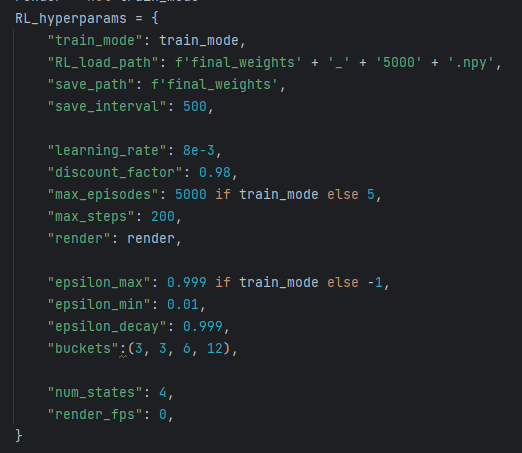 RL_hyperparams = {
    "train_mode": train_mode,
    "RL_load_path": f'final_weights' + '_' + '5000' + '.npy',
    "save_path": f'final_weights',
    "save_interval": 500,

    "learning_rate": 8e-3,
    "discount_factor": 0.98,
    "max_episodes": 5000 if train_mode else 5,
    "max_steps": 200,
    "render": render,

    "epsilon_max": 0.999 if train_mode else -1,
    "epsilon_min": 0.01,
    "epsilon_decay": 0.999,
    "buckets":(3, 3, 6, 12),

    "num_states": 4,
    "render_fps": 0,
}